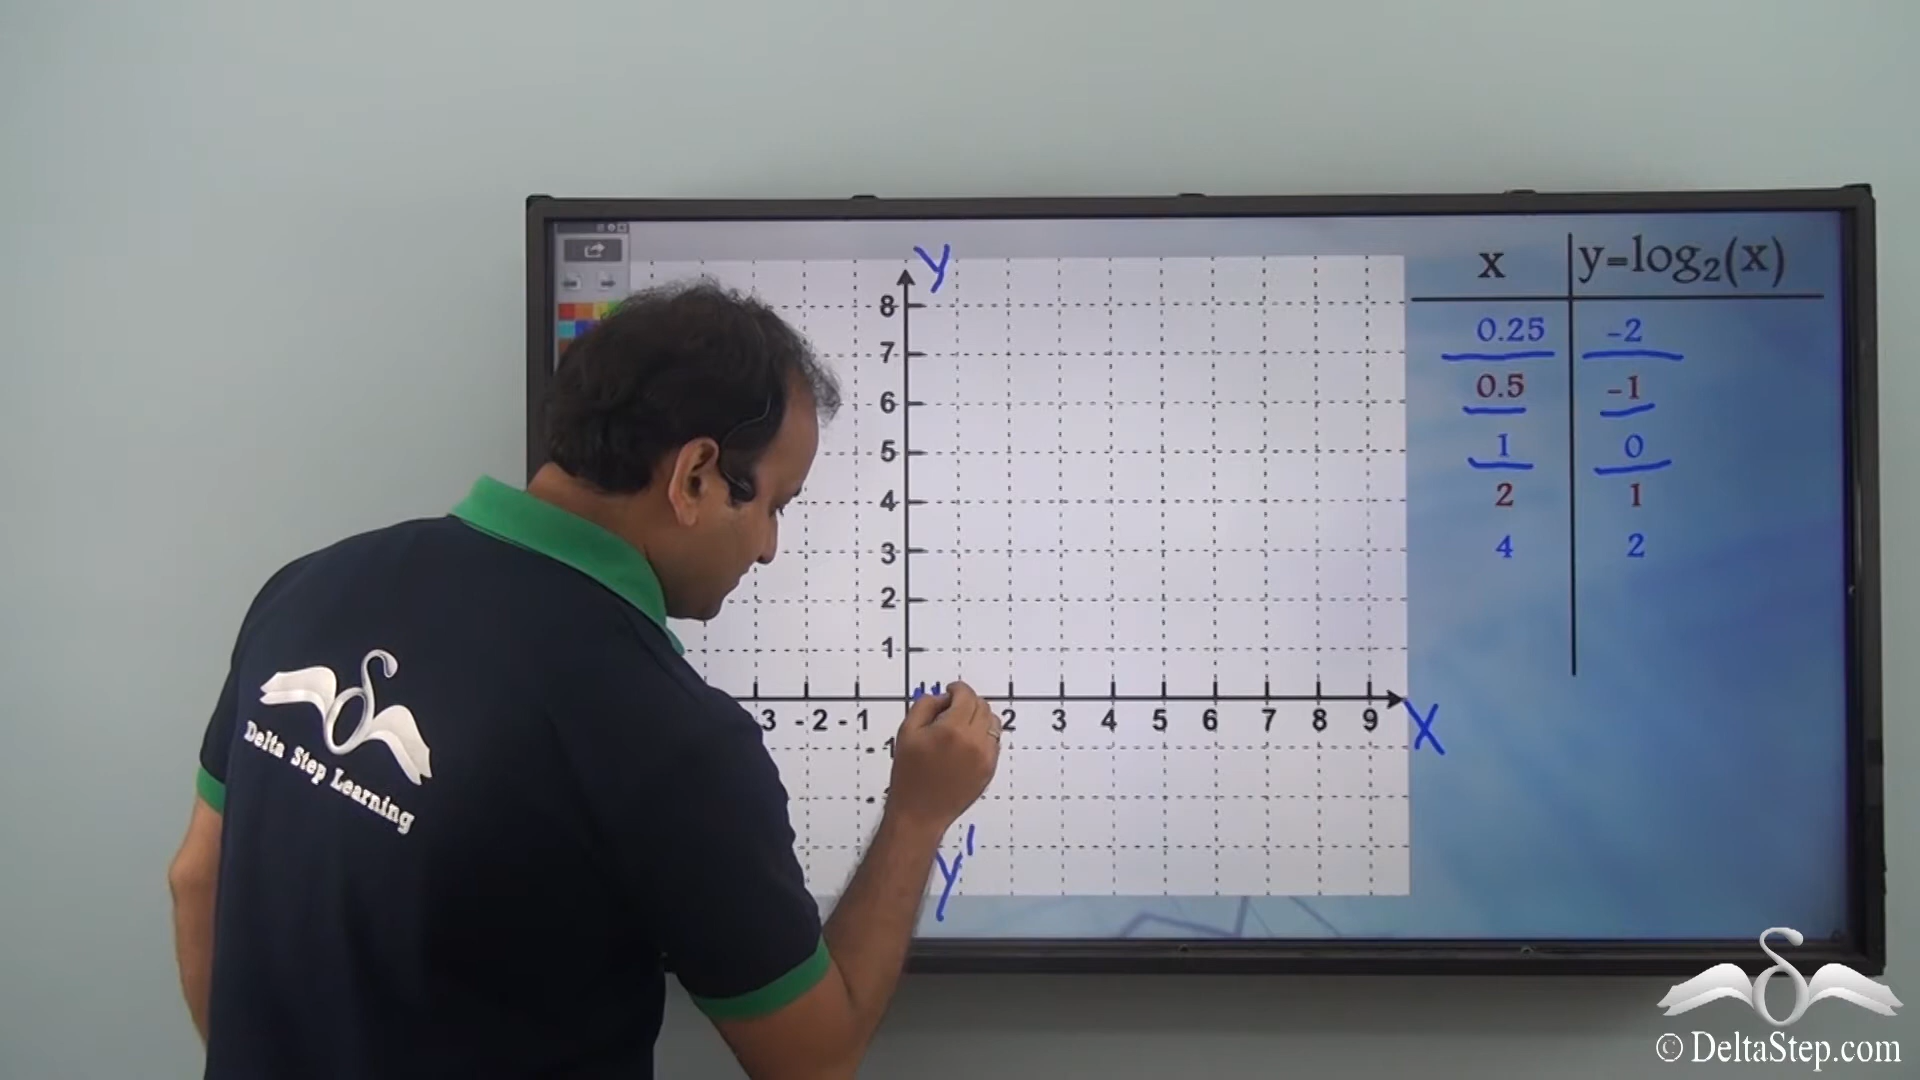 Y
x y=log₂(x)
8
0.25 -2
7
0.5 -1
6
1 0
5
2 1
4
4 2
3
2
1
3 -2 -1 2 3 4 5 6 7 8 9 X
-1
Y'
Delta Step Learning
© DeltaStep.com